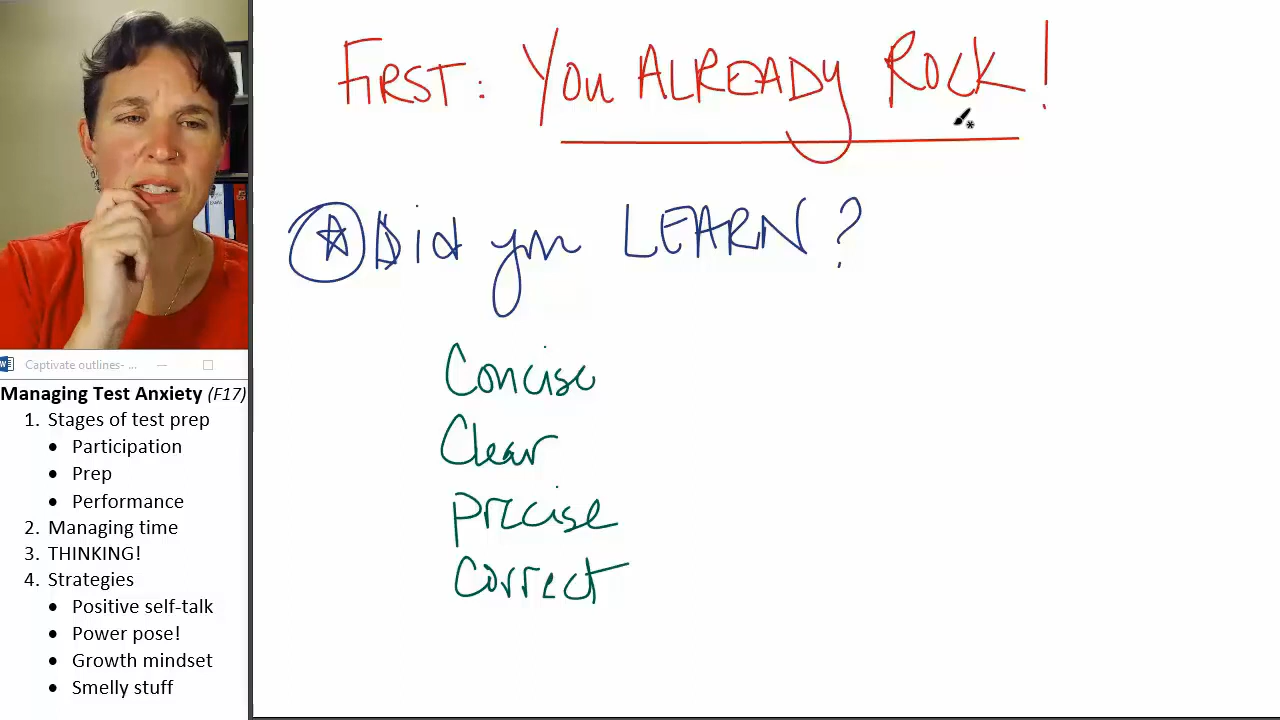 FIRST: YOU ALREADY ROCK!
Did you LEARN?
Concise
Clear
precise
correct
Captivate outlines- ...
Managing Test Anxiety (F17)
1. Stages of test prep
• Participation
• Prep
• Performance
2. Managing time
3. THINKING!
4. Strategies
• Positive self-talk
• Power pose!
• Growth mindset
• Smelly stuff